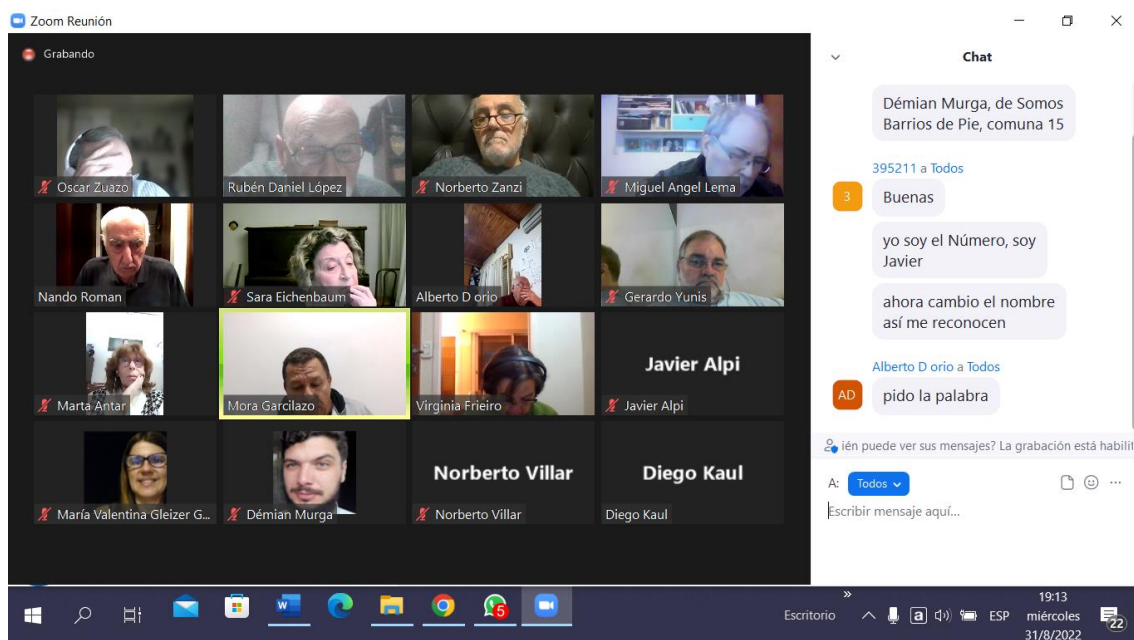 Zoom Reunión
Grabando
Oscar Zuazo
Rubén Daniel López
Norberto Zanzi
Miguel Angel Lema
Nando Roman
Sara Eichenbaum
Alberto D orio
Gerardo Yunis
Marta Antar
Mora Garcilazo
Virginia Frieiro
Javier Alpi
Javier Alpi
María Valentina Gleizer G...
Démian Murga
Norberto Villar
Norberto Villar
Diego Kaul
Diego Kaul
Chat
Démian Murga, de Somos
Barrios de Pie, comuna 15
395211 a Todos
3
Buenas
yo soy el Número, soy
Javier
ahora cambio el nombre
así me reconocen
Alberto D orio a Todos
AD
pido la palabra
ién puede ver sus mensajes? La grabación está habilit
A: Todos
Escribir mensaje aquí...
W
5
Escritorio
a
ESP
19:13
miércoles
31/8/2022
22